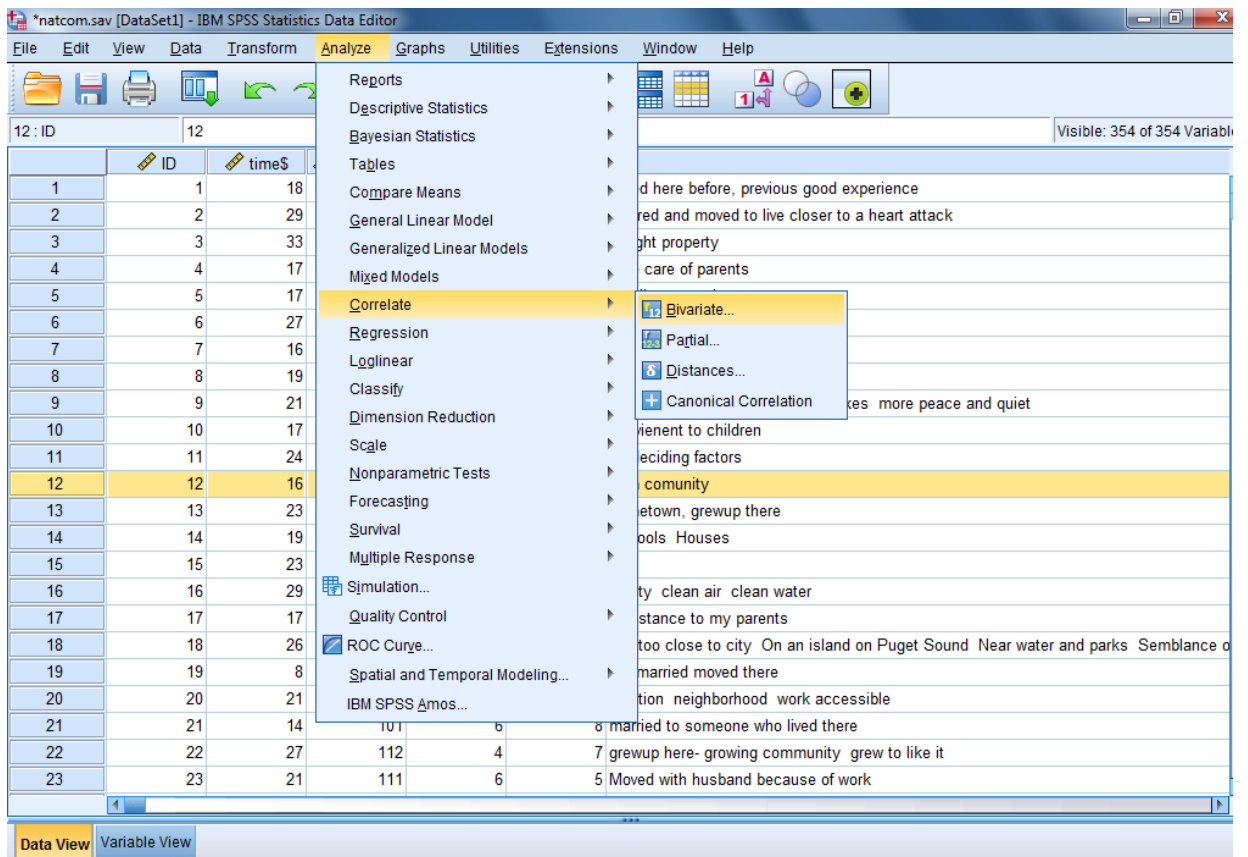 *natcom.sav [DataSet1] - IBM SPSS Statistics Data Editor
File Edit View Data Transform Analyze Graphs Utilities Extensions Window Help
12 : ID 12 Visible: 354 of 354 Variabl
ID time$
1 1 18 d here before, previous good experience
2 2 29 red and moved to live closer to a heart attack
3 3 33 ght property
4 4 17 care of parents
5 5 17
6 6 27
7 7 16
8 8 19
9 9 21 kes more peace and quiet
10 10 17 vienent to children
11 11 24 eciding factors
12 12 16 comunity
13 13 23 etown, grewup there
14 14 19 ools Houses
15 15 23
16 16 29 ty clean air clean water
17 17 17 stance to my parents
18 18 26 too close to city On an island on Puget Sound Near water and parks Semblance o
19 19 8 married moved there
20 20 21 tion neighborhood work accessible
21 21 14 101 6 8 married to someone who lived there
22 22 27 112 4 7 grewup here- growing community grew to like it
23 23 21 111 6 5 Moved with husband because of work
Reports
Descriptive Statistics
Bayesian Statistics
Tables
Compare Means
General Linear Model
Generalized Linear Models
Mixed Models
Correlate
Regression
Loglinear
Classify
Dimension Reduction
Scale
Nonparametric Tests
Forecasting
Survival
Multiple Response
Simulation...
Quality Control
ROC Curve...
Spatial and Temporal Modeling...
IBM SPSS Amos...
Bivariate...
Partial...
Distances...
Canonical Correlation
Data View Variable View